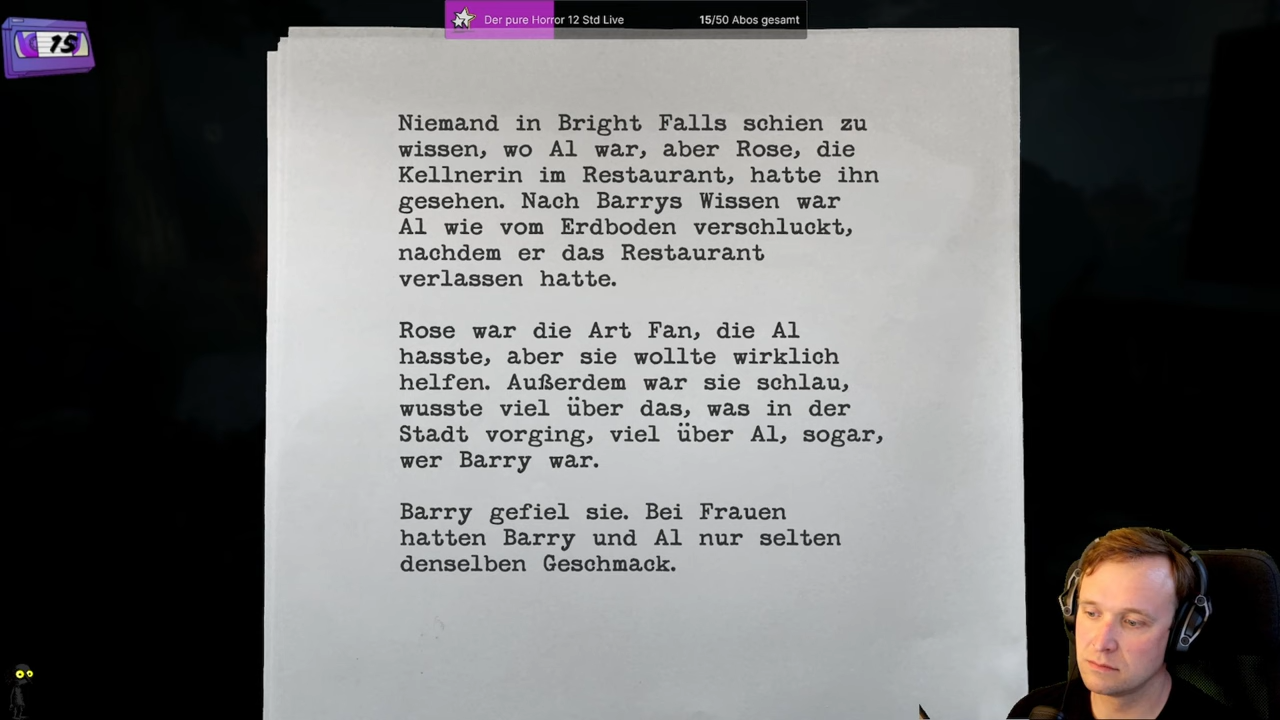 Der pure Horror 12 Std Live 15/50 Abos gesamt
15
Niemand in Bright Falls schien zu
wissen, wo Al war, aber Rose, die
Kellnerin im Restaurant, hatte ihn
gesehen. Nach Barrys Wissen war
Al wie vom Erdboden verschluckt,
nachdem er das Restaurant
verlassen hatte.
Rose war die Art Fan, die Al
hasste, aber sie wollte wirklich
helfen. Außerdem war sie schlau,
wusste viel über das, was in der
Stadt vorging, viel über Al, sogar,
wer Barry war.
Barry gefiel sie. Bei Frauen
hatten Barry und Al nur selten
denselben Geschmack.